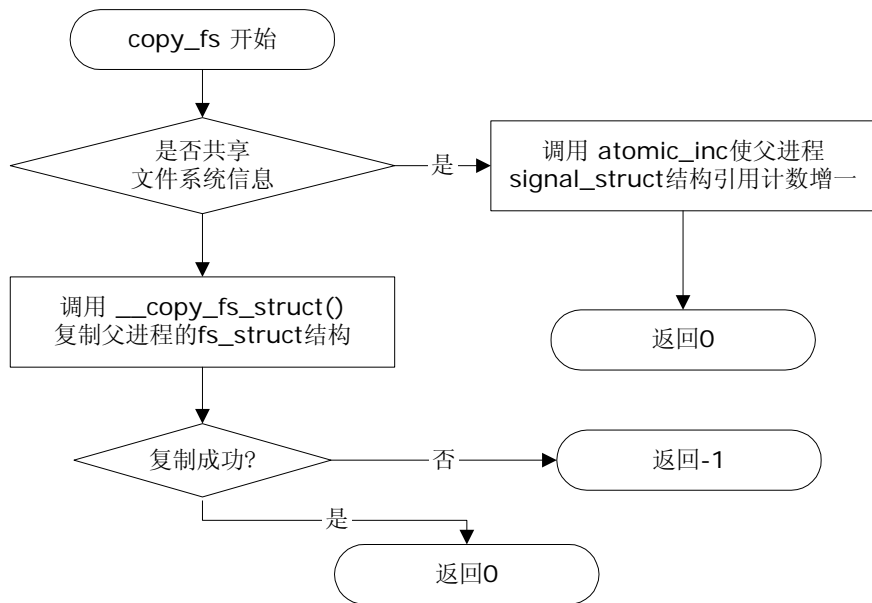 copy_fs 开始
是否共享
文件系统信息
是
调用 atomic_inc使父进程
signal_struct结构引用计数增一
调用 __copy_fs_struct()
复制父进程的fs_struct结构
返回0
复制成功?
否
返回-1
是
返回0